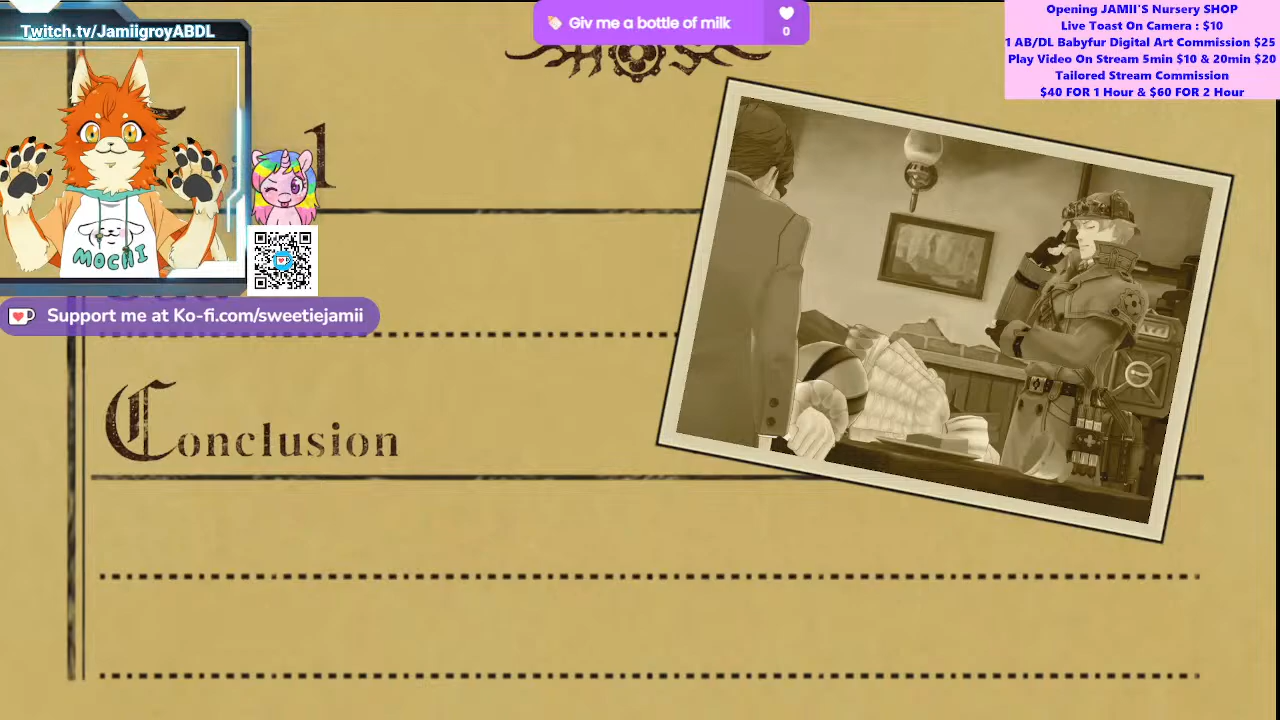 Twitch.tv/JamiigroyABDL
Giv me a bottle of milk
0
Opening JAMII'S Nursery SHOP
Live Toast On Camera : $10
1 AB/DL Babyfur Digital Art Commission $25
Play Video On Stream 5min $10 & 20min $20
Tailored Stream Commission
$40 FOR 1 Hour & $60 FOR 2 Hour
MOCHI
Support me at Ko-fi.com/sweetiejamii
Conclusion